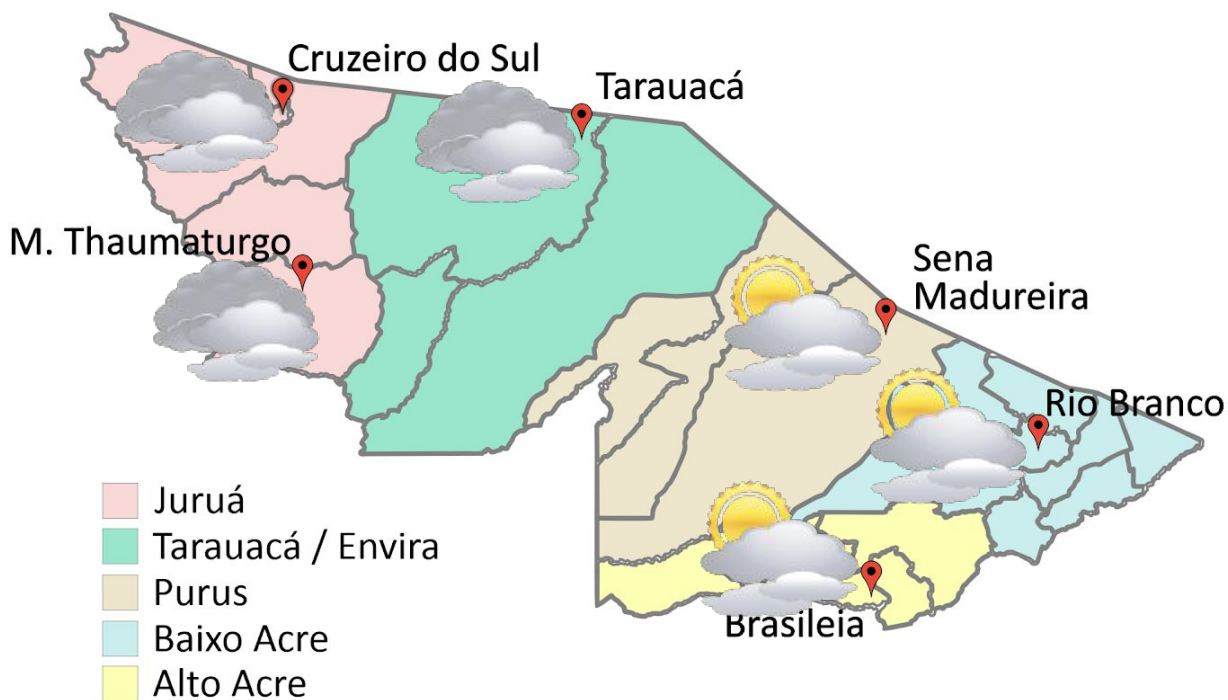 Cruzeiro do Sul
Tarauacá
M. Thaumaturgo
Sena
Madureira
Rio Branco
Brasileia
Juruá
Tarauacá / Envira
Purus
Baixo Acre
Alto Acre